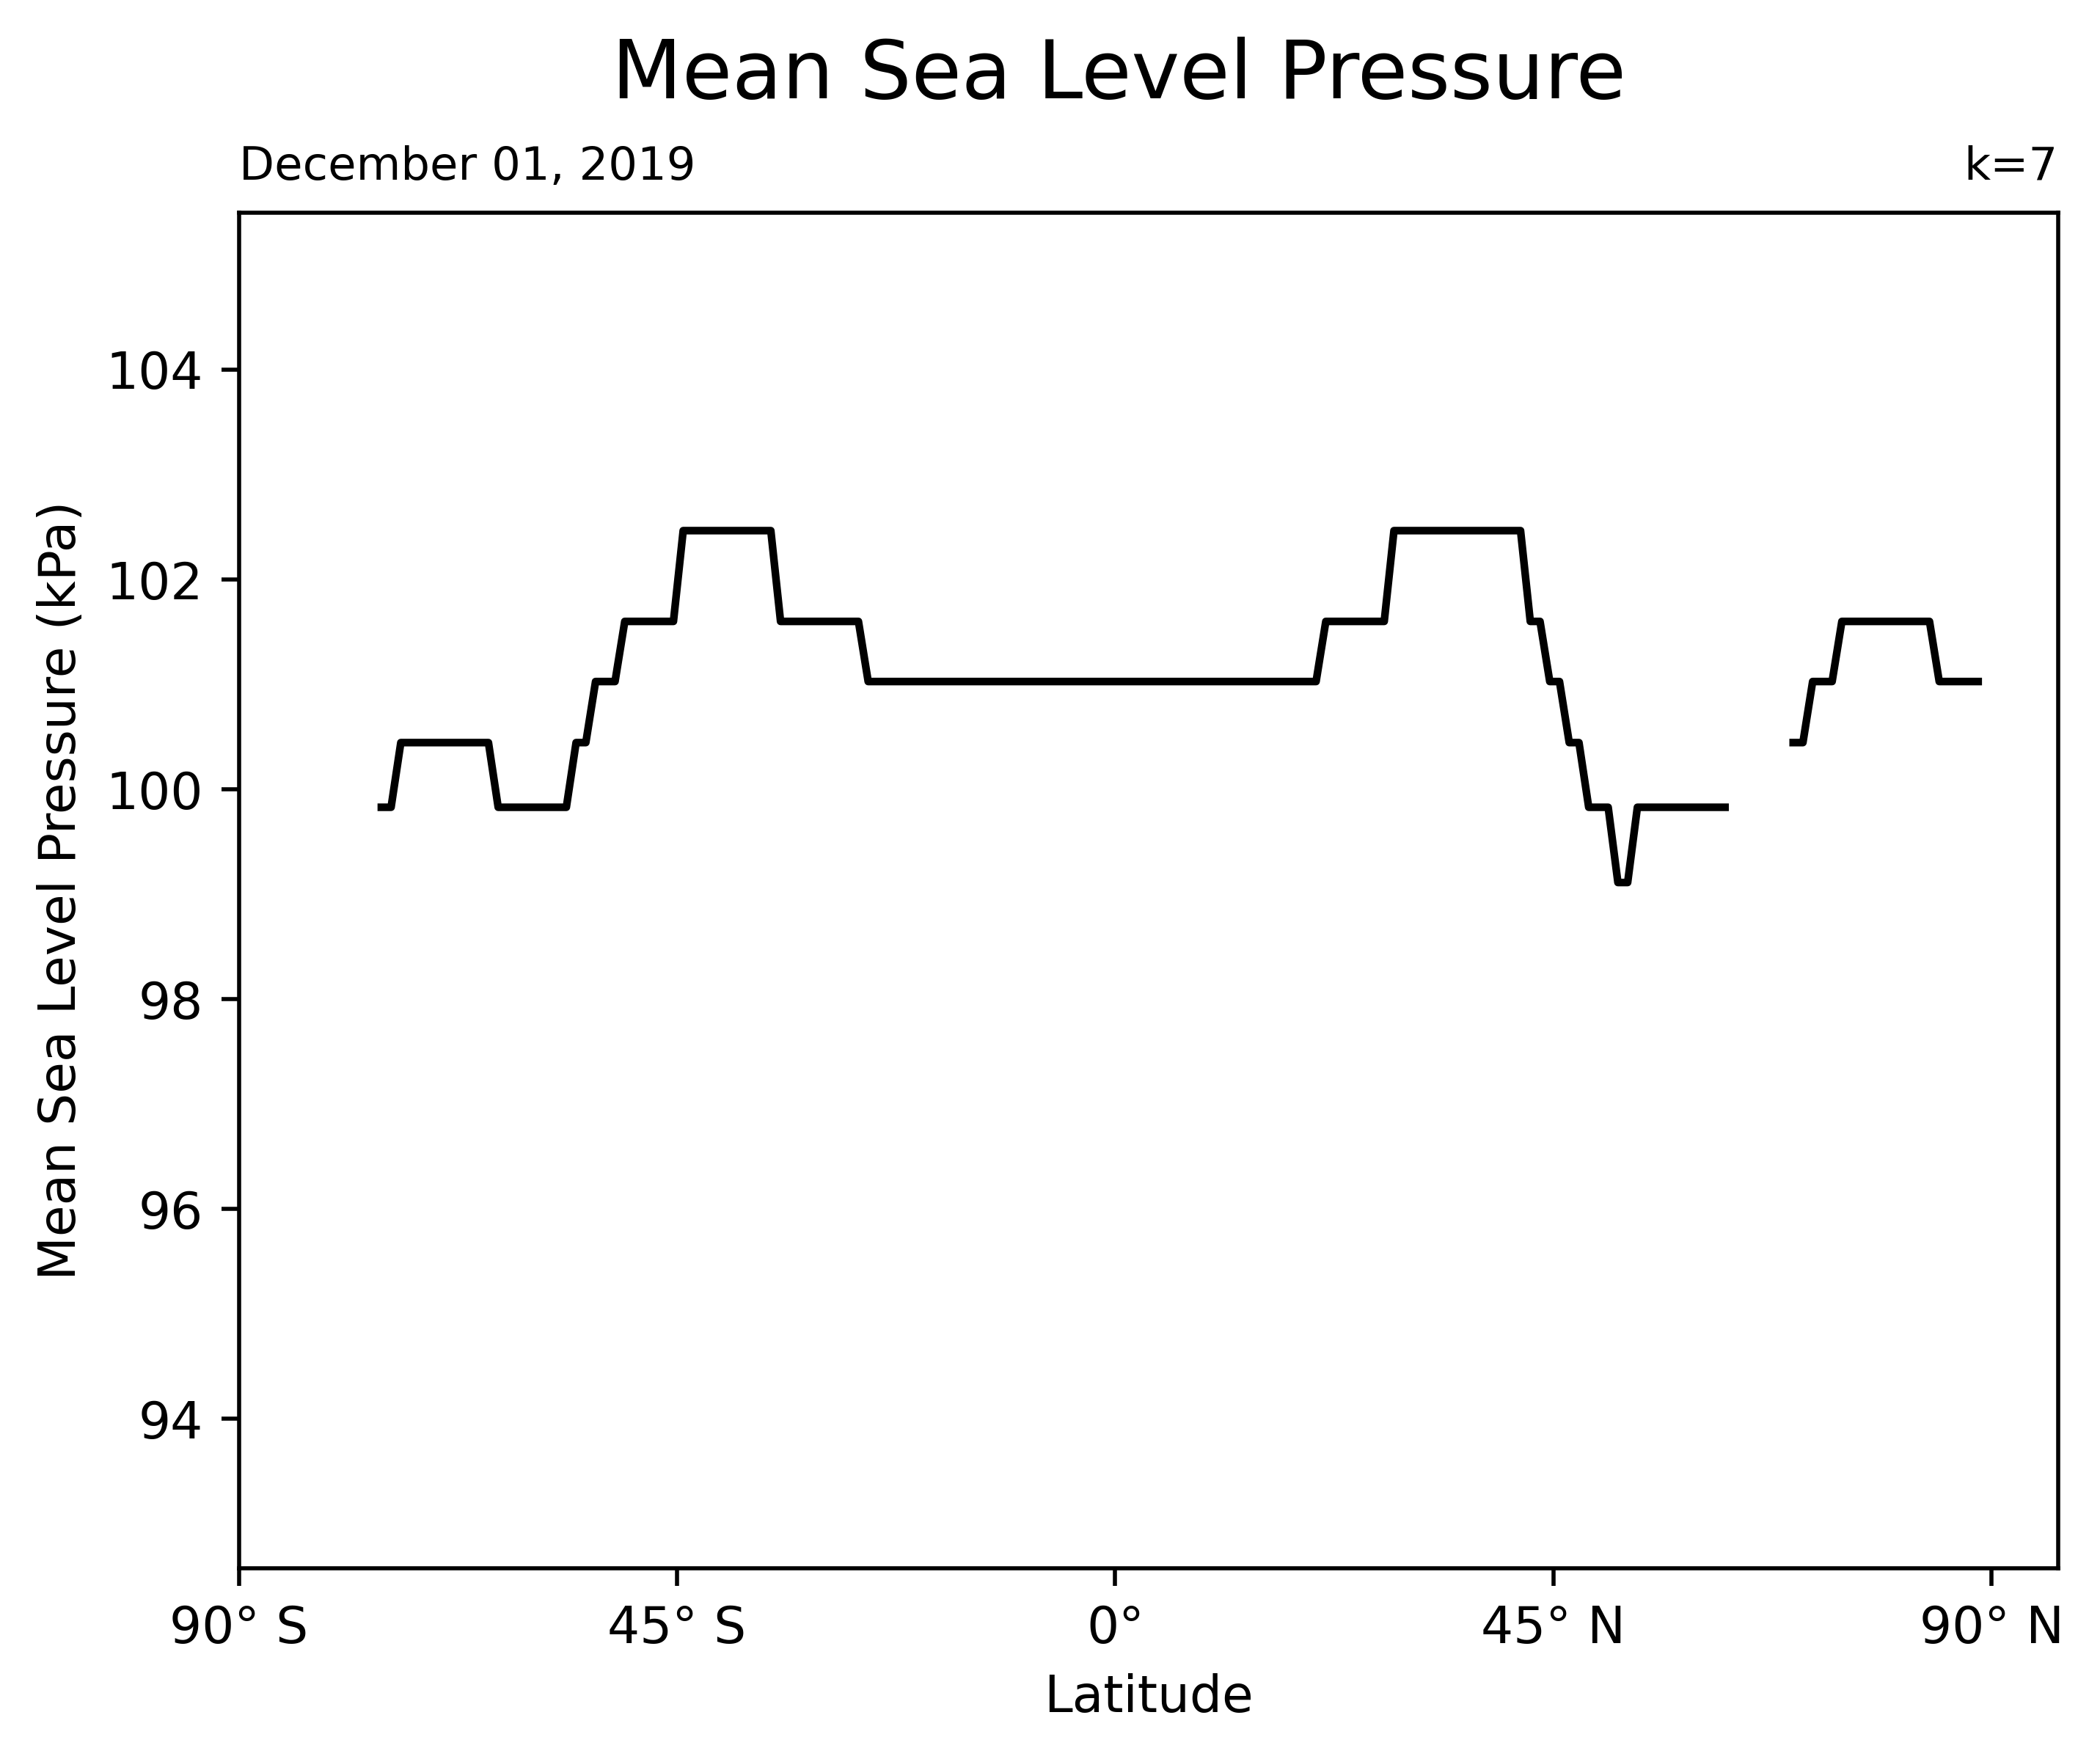 Mean Sea Level Pressure
December 01, 2019
k=7
Mean Sea Level Pressure (kPa)
104
102
100
98
96
94
90° S
45° S
0°
45° N
90° N
Latitude